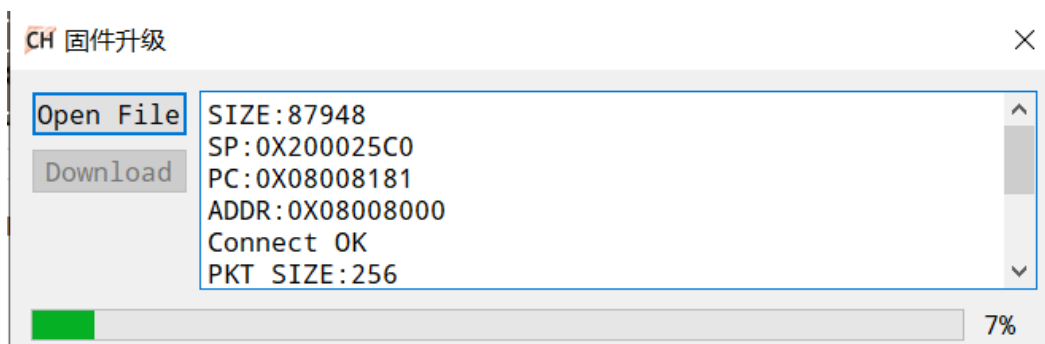 CH 固件升级
Open File
Download
SIZE:87948
SP:0X200025C0
PC:0X08008181
ADDR:0X08008000
Connect OK
PKT SIZE:256
7%